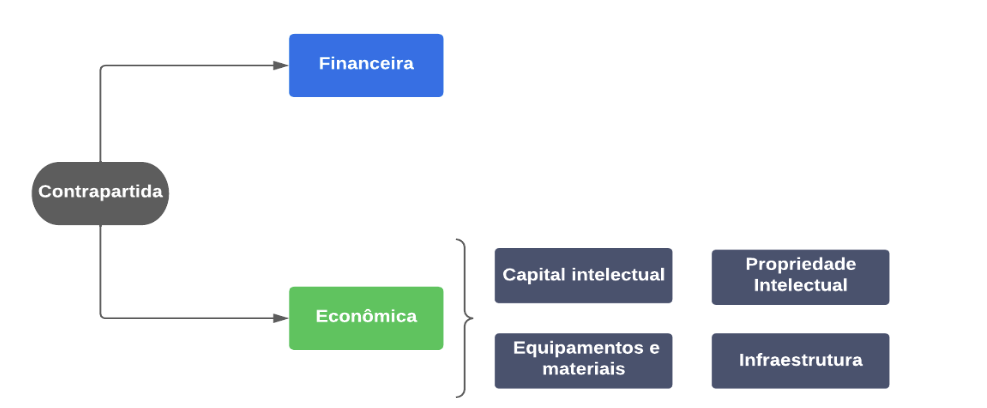 Financeira
Contrapartida
Econômica
Capital intelectual
Propriedade
Intelectual
Equipamentos e
materiais
Infraestrutura